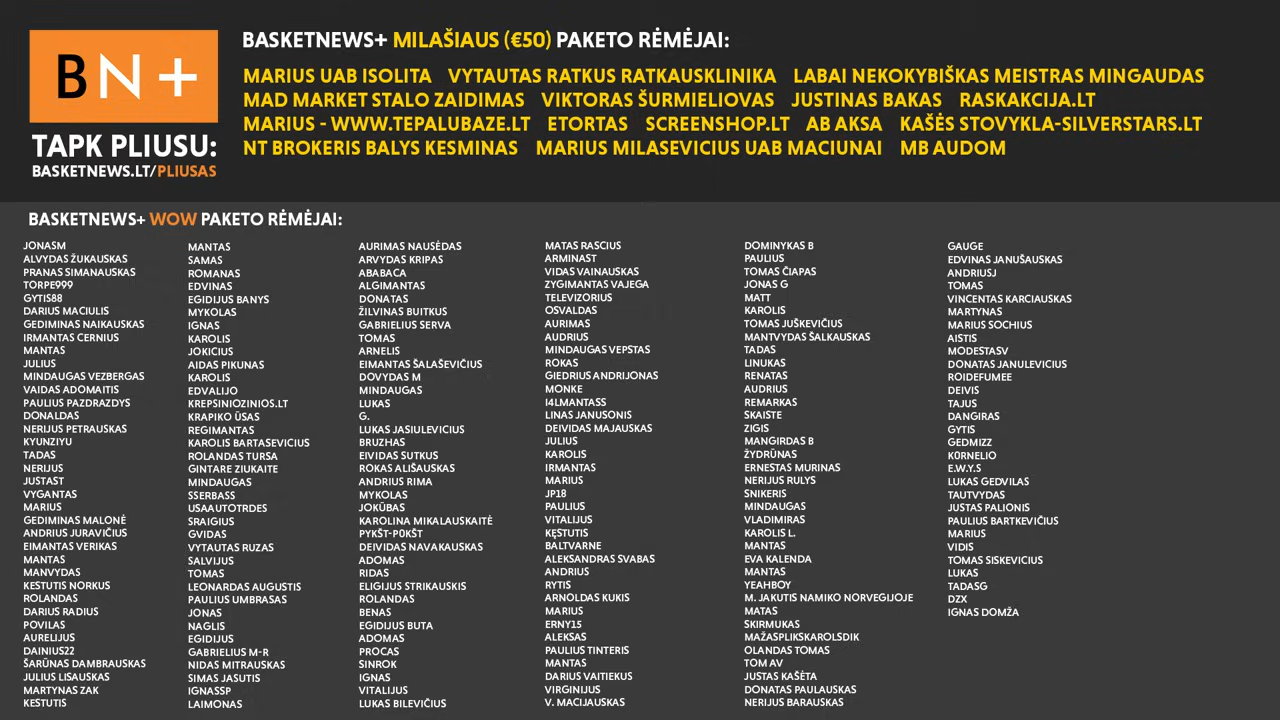 BN+
TAPK PLIUSU:
BASKETNEWS.LT/PLIUSAS
BASKETNEWS+ MILAŠIAUS (€50) PAKETO RĖMĖJAI:
MARIUS UAB ISOLITA VYTAUTAS RATKUS RATKAUSKLINIKA LABAI NEKOKYBIŠKAS MEISTRAS MINGAUDAS
MAD MARKET STALO ZAIDIMAS VIKTORAS ŠURMIELIOVAS JUSTINAS BAKAS RASKAKCIJA.LT
MARIUS - WWW.TEPALUBAZE.LT ETORTAS SCREENSHOP.LT AB AKSA KAŠĖS STOVYKLA-SILVERSTARS.LT
NT BROKERIS BALYS KESMINAS MARIUS MILASEVICIUS UAB MACIUNAI MB AUDOM
BASKETNEWS+ WOW PAKETO RĖMĖJAI:
JONASM
ALVYDAS ŽUKAUSKAS
PRANAS SIMANAUSKAS
TORPE999
GYTIS88
DARIUS MACIULIS
GEDIMINAS NAIKAUSKAS
IRMANTAS CERNIUS
MANTAS
JULIUS
MINDAUGAS VEZBERGAS
VAIDAS ADOMAITIS
PAULIUS PAZDRAZDYS
DONALDAS
NERIJUS PETRAUSKAS
KYUNZIYU
TADAS
NERIJUS
JUSTAST
VYGANTAS
MARIUS
GEDIMINAS MALONĖ
ANDRIUS JURAVIČIUS
EIMANTAS VERIKAS
MANTAS
MANVYDAS
KESTUTIS NORKUS
ROLANDAS
DARIUS RADIUS
POVILAS
AURELIJUS
DAINIUS22
ŠARŪNAS DAMBRAUSKAS
JULIUS LISAUSKAS
MARTYNAS ZAK
KESTUTIS
MANTAS
SAMAS
ROMANAS
EDVINAS
EGIDIJUS BANYS
MYKOLAS
IGNAS
KAROLIS
JOKICIUS
AIDAS PIKUNAS
KAROLIS
EDVALIJO
KREPSINIOZINIOS.LT
KRAPIKO ŪSAS
REGIMANTAS
KAROLIS BARTASEVICIUS
ROLANDAS TURSA
GINTARE ZIUKAITE
MINDAUGAS
SSERBASS
USAAUTOTRDES
SRAIGIUS
GVIDAS
VYTAUTAS RUZAS
SALVIJUS
TOMAS
LEONARDAS AUGUSTIS
PAULIUS UMBRASAS
JONAS
NAGLIS
EGIDIJUS
GABRIELIUS M-R
NIDAS MITRAUSKAS
SIMAS JASUTIS
IGNASSP
LAIMONAS
AURIMAS NAUSĖDAS
ARVYDAS KRIPAS
ABABACA
ALGIMANTAS
DONATAS
ŽILVINAS BUITKUS
GABRIELIUS SERVA
TOMAS
ARNELIS
EIMANTAS ŠALAŠEVIČIUS
DOVYDAS M
MINDAUGAS
LUKAS
G.
LUKAS JASIULEVICIUS
BRUZHAS
EIVIDAS SUTKUS
ROKAS ALIŠAUSKAS
ANDRIUS RIMA
MYKOLAS
JOKŪBAS
KAROLINA MIKALAUSKAITĖ
PYKŠT-POKŠT
DEIVIDAS NAVAKAUSKAS
ADOMAS
RIDAS
ELIGIJUS STRIKAUSKIS
ROLANDAS
BENAS
EGIDIJUS BUTA
ADOMAS
PROCAS
SINROK
IGNAS
VITALIJUS
LUKAS BILEVIČIUS
MATAS RASCIUS
ARMINAST
VIDAS VAINAUSKAS
ZYGIMANTAS VAJEGA
TELEVIZORIUS
OSVALDAS
AURIMAS
AUDRIUS
MINDAUGAS VEPSTAS
ROKAS
GIEDRIUS ANDRIJONAS
MONKE
I4LMANTASS
LINAS JANUSONIS
DEIVIDAS MAJAUSKAS
JULIUS
KAROLIS
IRMANTAS
MARIUS
JP18
PAULIUS
VITALIJUS
KĘSTUTIS
BALTVARNE
ALEKSANDRAS SVABAS
ANDRIUS
RYTIS
ARNOLDAS KUKIS
MARIUS
ERNY15
ALEKSAS
PAULIUS TINTERIS
MANTAS
DARIUS VAITIEKUS
VIRGINIJUS
V. MACIJAUSKAS
DOMINYKAS B
PAULIUS
TOMAS ČIAPAS
JONAS G
MATT
KAROLIS
TOMAS JUŠKEVIČIUS
MANTVYDAS ŠALKAUSKAS
TADAS
LINUKAS
RENATAS
AUDRIUS
REMARKAS
SKAISTE
ZIGIS
MANGIRDAS B
ŽYDRŪNAS
ERNESTAS MURINAS
NERIJUS RULYS
SNIKERIS
MINDAUGAS
VLADIMIRAS
KAROLIS L.
MANTAS
EVA KALENDA
MANTAS
YEAHBOY
M. JAKUTIS NAMIKO NORVEGIJOJE
MATAS
SKIRMUKAS
MAŽASPLIKSKAROLSDIK
OLANDAS TOMAS
TOM AV
JUSTAS KAŠĖTA
DONATAS PAULAUSKAS
NERIJUS BARAUSKAS
GAUGE
EDVINAS JANUŠAUSKAS
ANDRIUSJ
TOMAS
VINCENTAS KARCIAUSKAS
MARTYNAS
MARIUS SOCHIUS
AISTIS
MODESTASV
DONATAS JANULEVICIUS
ROIDEFUMEE
DEIVIS
TAJUS
DANGIRAS
GYTIS
GEDMIZZ
K0RNELIO
E.W.Y.S
LUKAS GEDVILAS
TAUTVYDAS
JUSTAS PALIONIS
PAULIUS BARTKEVIČIUS
MARIUS
VIDIS
TOMAS SISKEVICIUS
LUKAS
TADASG
DZX
IGNAS DOMŽA